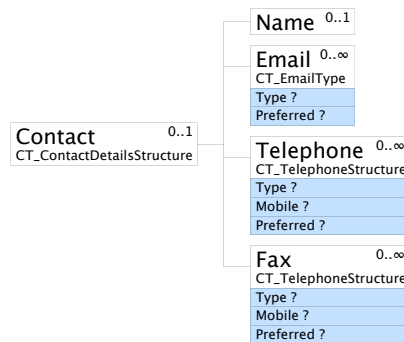 Name 0..1
Email 0..∞
CT_EmailType
Type ?
Preferred ?
Contact 0..1
CT_ContactDetailsStructure
Telephone 0..∞
CT_TelephoneStructure
Type ?
Mobile ?
Preferred ?
Fax 0..∞
CT_TelephoneStructure
Type ?
Mobile ?
Preferred ?